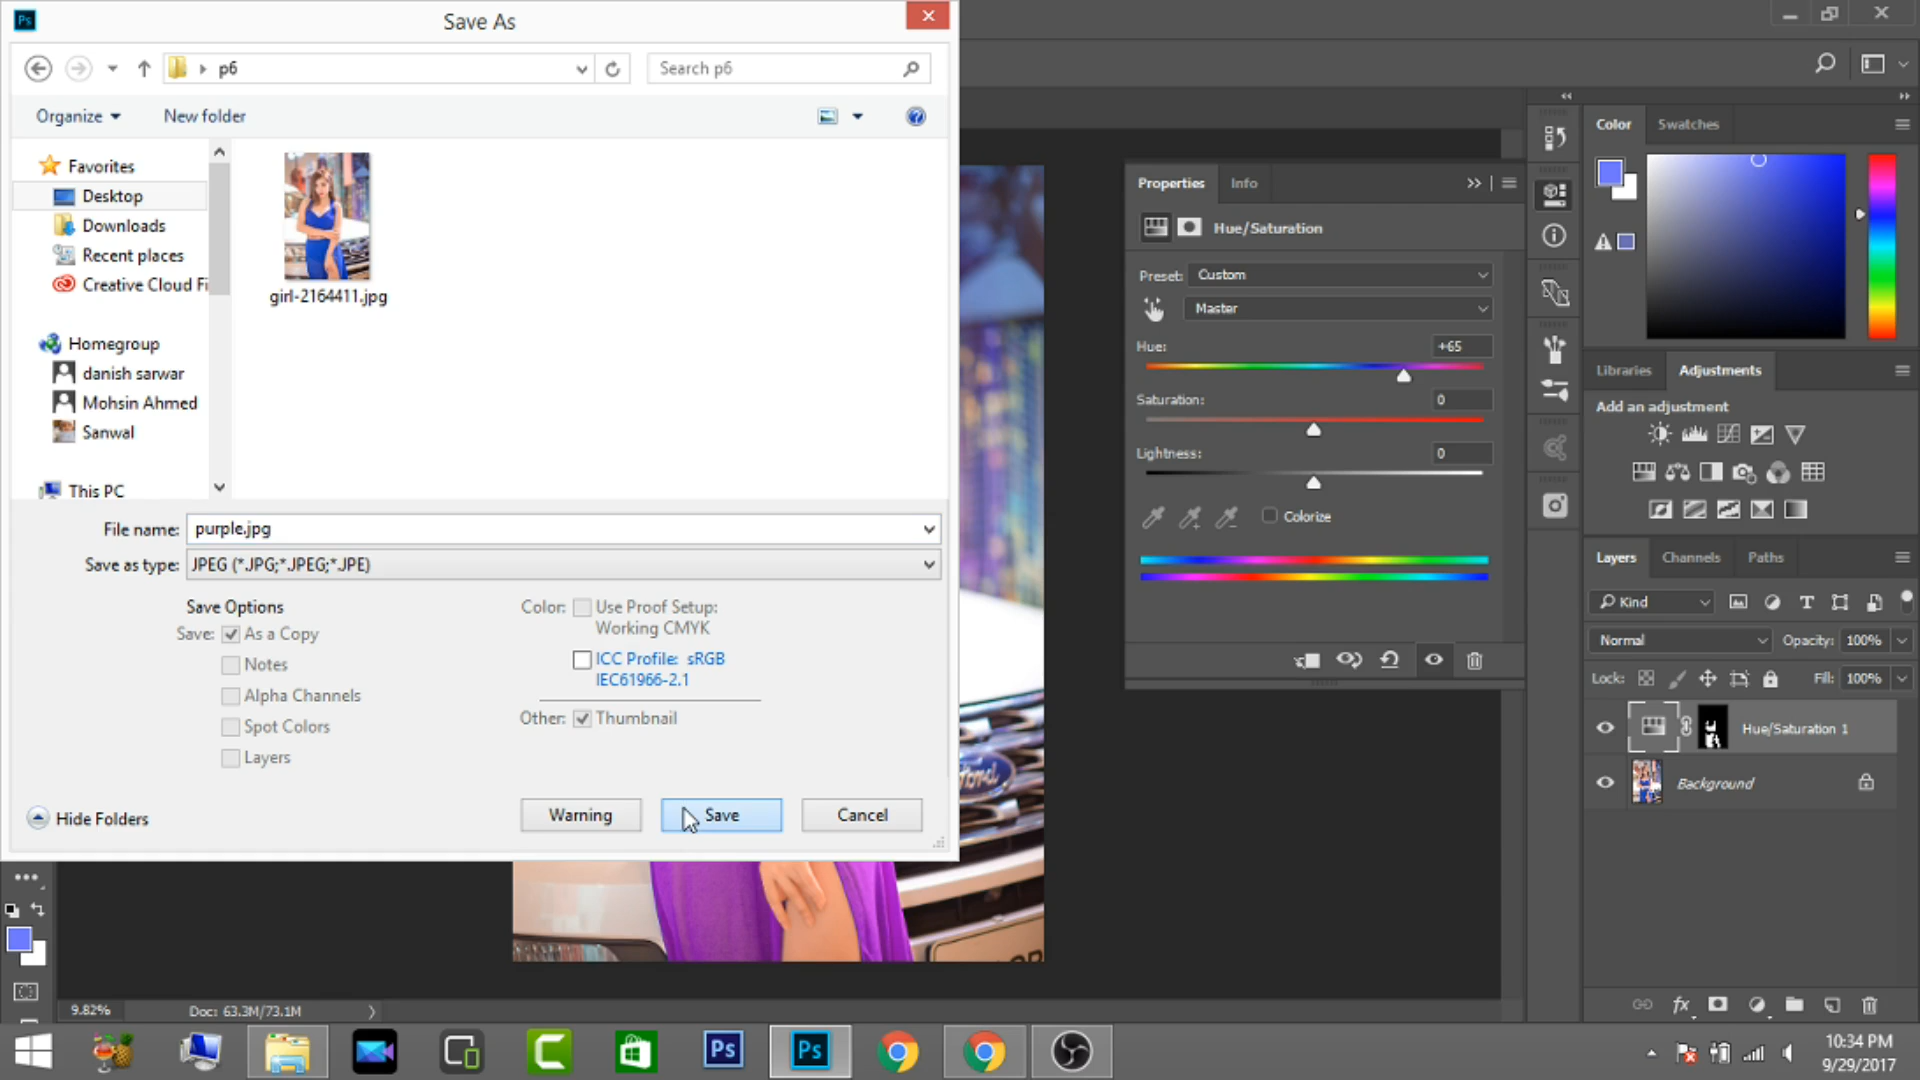 Ps
Save As
p6
Search p6
Organize
New folder
Favorites
Desktop
Downloads
Recent places
Creative Cloud Fi
Homegroup
danish sarwar
Mohsin Ahmed
Sanwal
This PC
girl-2164411.jpg
File name: purple.jpg
Save as type: JPEG (*.JPG;*.JPEG;*.JPE)
Save Options
Save: As a Copy
Notes
Alpha Channels
Spot Colors
Layers
Color: Use Proof Setup:
Working CMYK
ICC Profile: sRGB
IEC61966-2.1
Other: Thumbnail
Hide Folders
Warning
Save
Cancel
Ford
Properties
Info
Hue/Saturation
Preset: Custom
Master
Hue: +65
Saturation: 0
Lightness: 0
Colorize
Color
Swatches
Libraries
Adjustments
Add an adjustment
Layers
Channels
Paths
Kind
Normal
Opacity: 100%
Lock:
Fill: 100%
Hue/Saturation 1
Background
fx
9.82%
Doc: 63.3M/73.1M
Ps
Ps
10:34 PM
9/29/2017